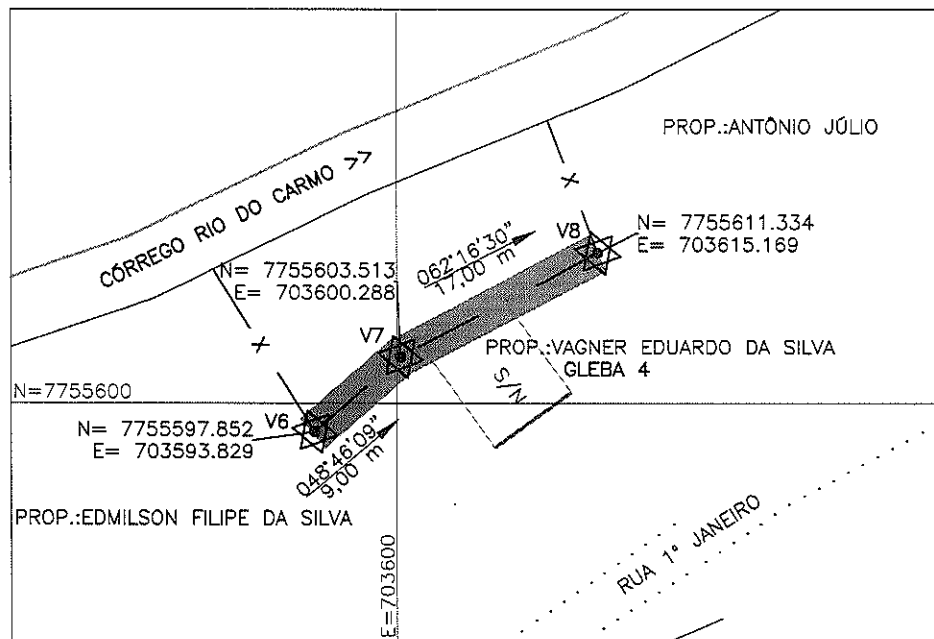 PROP.:ANTÔNIO JÚLIO
CÓRREGO RIO DO CARMO >>
X
V8
N= 7755611.334
E= 703615.169
062°16'30"
17,00 m
N= 7755603.513
E= 703600.288
V7
X
PROP.:VAGNER EDUARDO DA SILVA
GLEBA 4
S/N
N=7755600
V6
N= 7755597.852
E= 703593.829
048°46'09"
9,00 m
PROP.:EDMILSON FILIPE DA SILVA
E=703600
RUA 1º JANEIRO